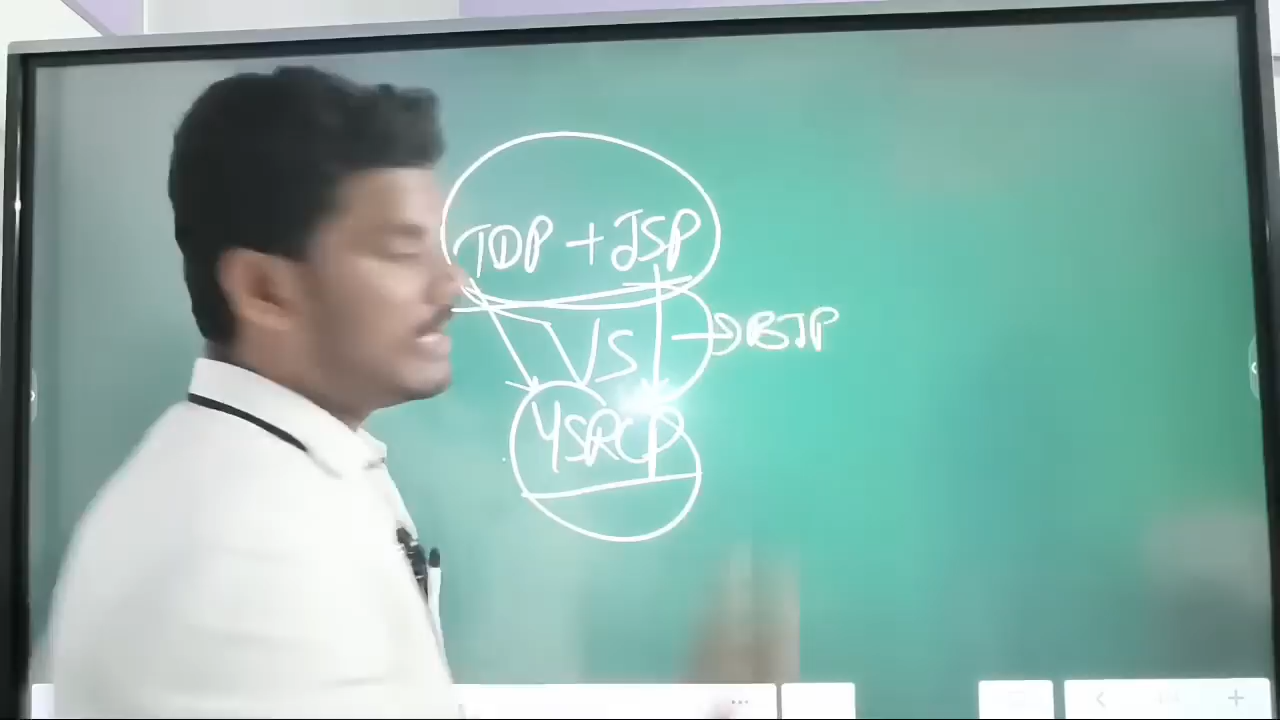 TDP + JSP
VS → BJP
YSRCP